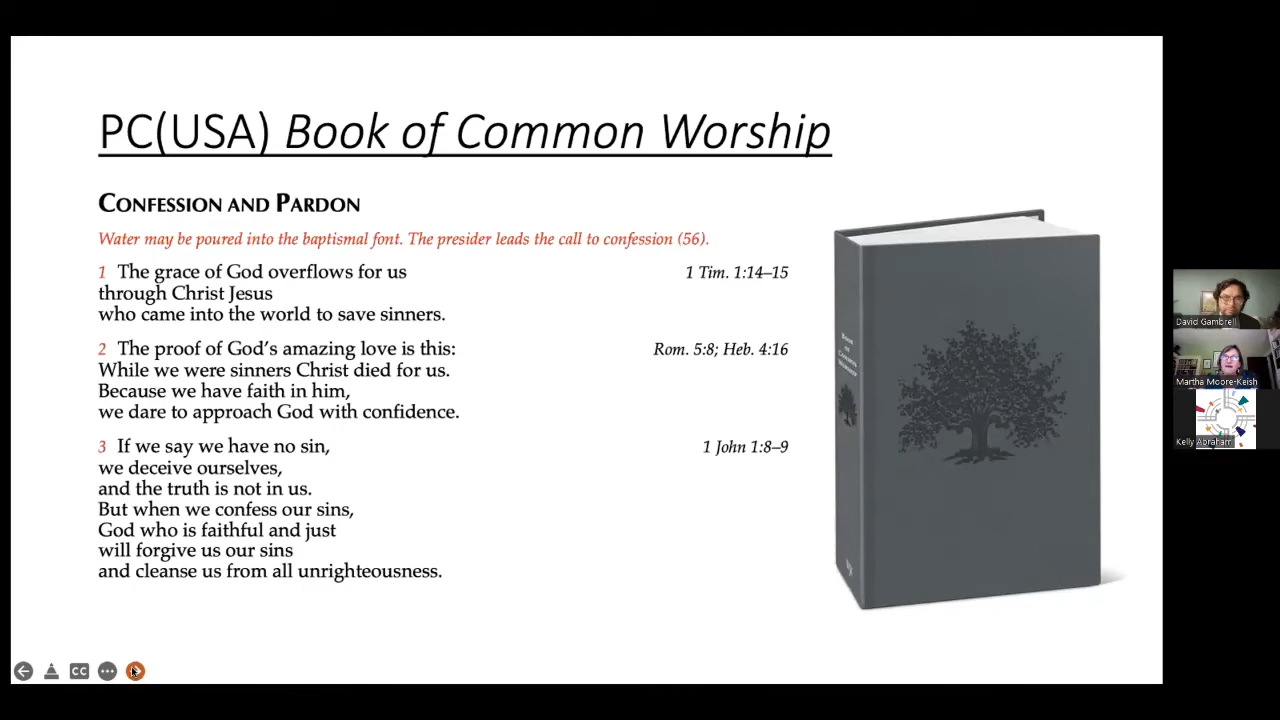 PC(USA) Book of Common Worship
CONFESSION AND PARDON
Water may be poured into the baptismal font. The presider leads the call to confession (56).
1 The grace of God overflows for us 1 Tim. 1:14–15
through Christ Jesus
who came into the world to save sinners.
2 The proof of God’s amazing love is this: Rom. 5:8; Heb. 4:16
While we were sinners Christ died for us.
Because we have faith in him,
we dare to approach God with confidence.
3 If we say we have no sin, 1 John 1:8–9
we deceive ourselves,
and the truth is not in us.
But when we confess our sins,
God who is faithful and just
will forgive us our sins
and cleanse us from all unrighteousness.
Book
of
Common
Worship
David Gambrell
Martha Moore-Keish
Kelly Abraham
CC